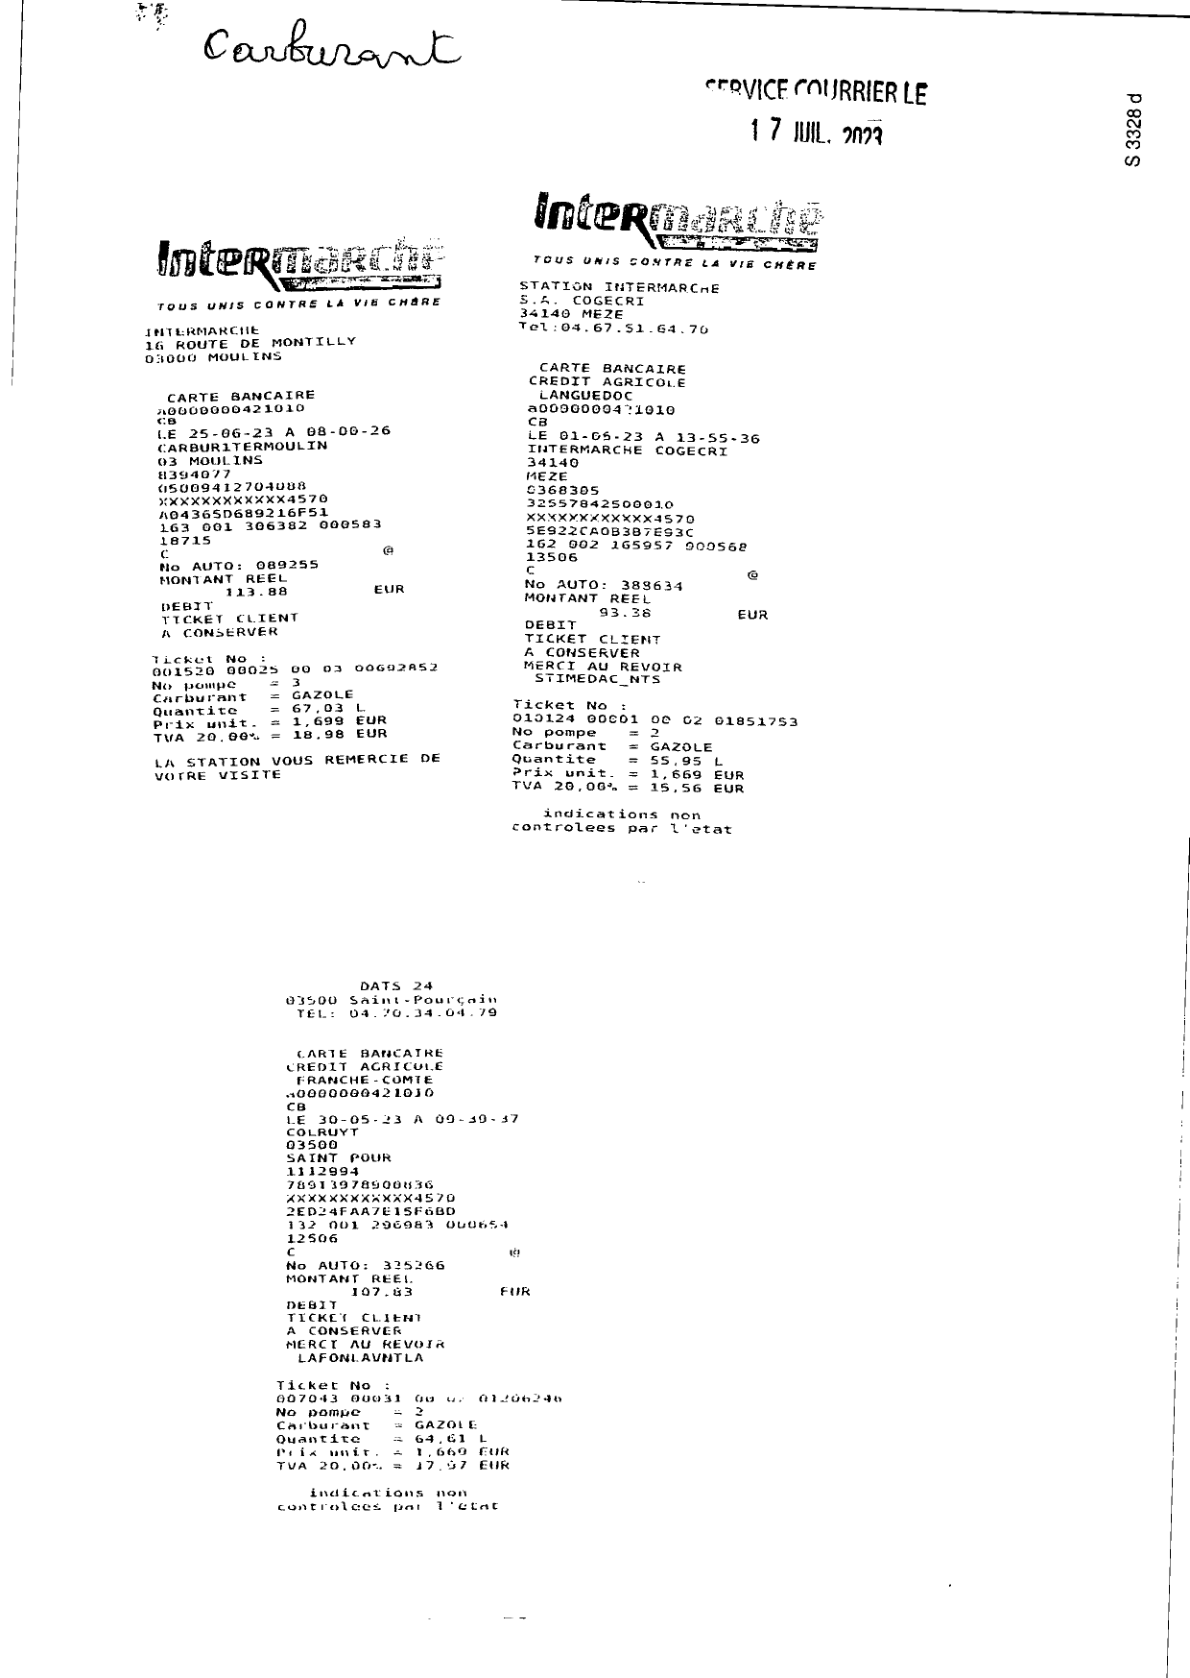 Carburant
SERVICE COURRIER LE
17 JUIL. 2023
S 3328 d
InterMarché
TOUS UNIS CONTRE LA VIE CHÈRE
INTERMARCHE
16 ROUTE DE MONTILLY
03000 MOULINS
CARTE BANCAIRE
A0000000421010
CB
LE 25-06-23 A 08-00-26
CARBURITERMOULIN
03 MOULINS
8394077
05009412704088
XXXXXXXXXXXX4570
A04365D689216F51
163 001 306382 000583
18715
C @
No AUTO: 089255
MONTANT REEL
113.88 EUR
DEBIT
TICKET CLIENT
A CONSERVER
Ticket No :
001520 00025 00 03 00692852
No pompe = 3
Carburant = GAZOLE
Quantite = 67,03 L
Prix unit. = 1,699 EUR
TVA 20,00% = 18,98 EUR
LA STATION VOUS REMERCIE DE
VOTRE VISITE
InterMarché
TOUS UNIS CONTRE LA VIE CHÈRE
STATION INTERMARCHE
S.A. COGECRI
34140 MEZE
Tel:04.67.51.64.70
CARTE BANCAIRE
CREDIT AGRICOLE
LANGUEDOC
a0000000421010
CB
LE 01-06-23 A 13-55-36
INTERMARCHE COGECRI
34140
MEZE
0368305
32557842500010
XXXXXXXXXXXX4570
5E922CA0B3B7E93C
162 002 165957 000568
13506
C @
No AUTO: 388634
MONTANT REEL
93.38 EUR
DEBIT
TICKET CLIENT
A CONSERVER
MERCI AU REVOIR
STIMEDAC_NTS
Ticket No :
010124 00001 00 02 01851753
No pompe = 2
Carburant = GAZOLE
Quantite = 55,95 L
Prix unit. = 1,669 EUR
TVA 20,00% = 15,56 EUR
indications non
controlees par l'etat
DATS 24
03500 Saint-Pourçain
TEL: 04.70.34.04.79
CARTE BANCAIRE
CREDIT AGRICOLE
FRANCHE-COMTE
a0000000421010
CB
LE 30-05-23 A 09-39-37
COLRUYT
03500
SAINT POUR
1112994
78913978900836
XXXXXXXXXXXX4570
2ED24FAA7E15F6BD
132 001 296983 000654
12506
C @
No AUTO: 325266
MONTANT REEL
107.83 EUR
DEBIT
TICKET CLIENT
A CONSERVER
MERCI AU REVOIR
LAFONLAVNTLA
Ticket No :
007043 00031 00 01206246
No pompe = 2
Carburant = GAZOLE
Quantite = 64,61 L
Prix unit. = 1,669 EUR
TVA 20,00% = 17,97 EUR
indications non
controlees par l'etat